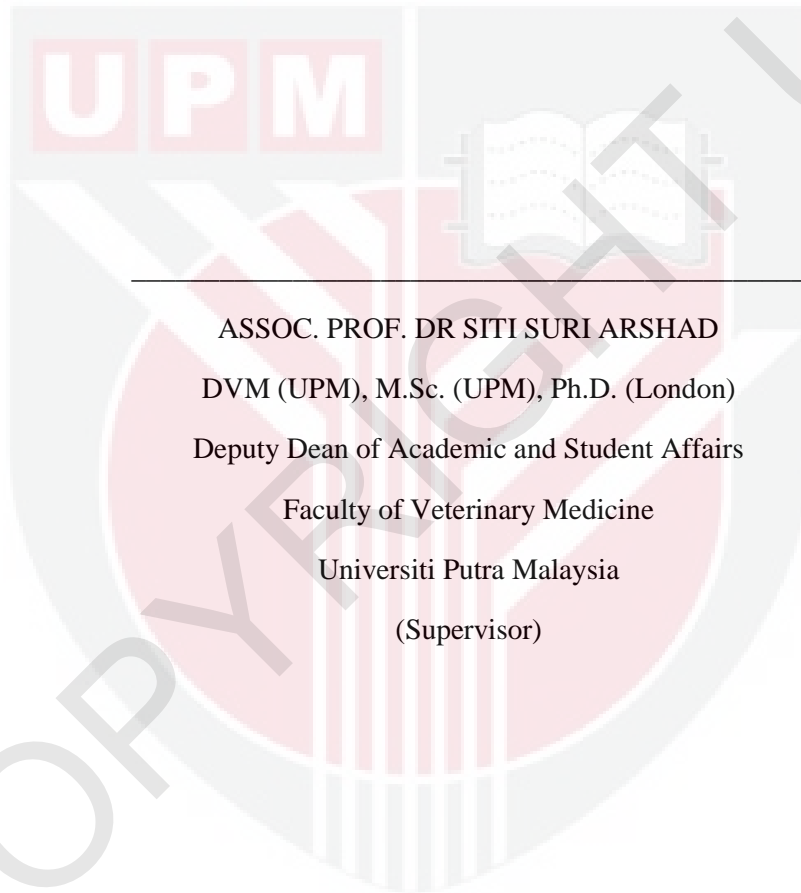 UPM
ASSOC. PROF. DR SITI SURI ARSHAD
DVM (UPM), M.Sc. (UPM), Ph.D. (London)
Deputy Dean of Academic and Student Affairs
Faculty of Veterinary Medicine
Universiti Putra Malaysia
(Supervisor)
OPYRIGHT U